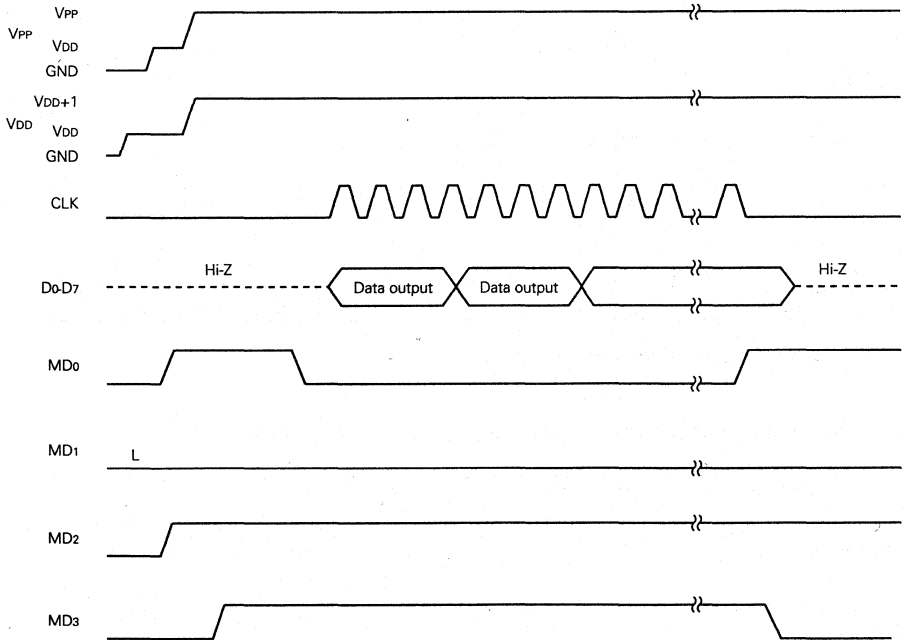 VPP
VPP
VDD
GND
VDD+1
VDD
VDD
GND
CLK
Hi-Z
Hi-Z
D0-D7
Data output
Data output
MD0
MD1
L
MD2
MD3